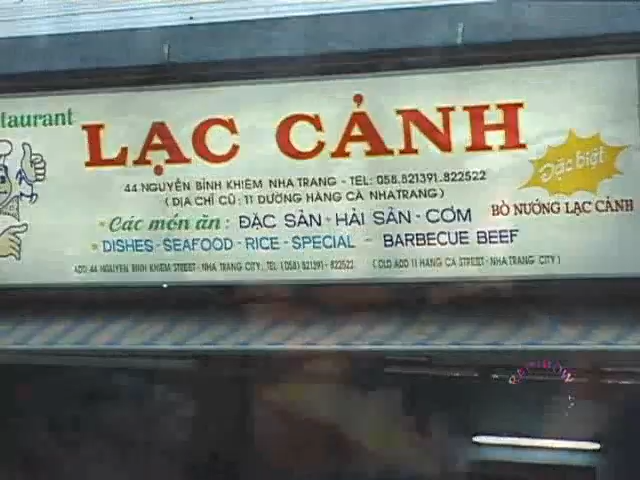 taurant
LẠC CẢNH
44 NGUYỄN BỈNH KHIÊM NHA TRANG - TEL: 058.821391.822522
( ĐỊA CHỈ CŨ: 11 ĐƯỜNG HÀNG CÁ NHATRANG )
Đặc biệt
BÒ NƯỚNG LẠC CẢNH
* Các món ăn : ĐẶC SẢN - HẢI SẢN - CƠM
* DISHES - SEAFOOD - RICE - SPECIAL - BARBECUE BEEF
ADD: 44 NGUYEN BINH KHIEM STREET - NHA TRANG CITY : TEL (058) 821391 - 822522 ( OLD ADD 11 HANG CA STREET - NHA TRANG CITY )